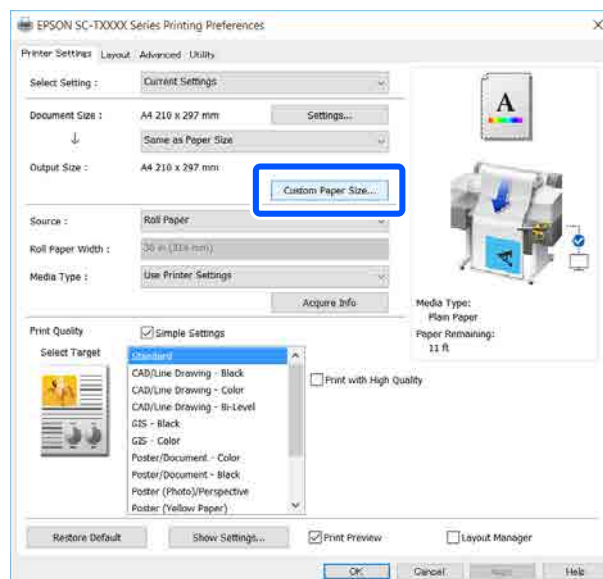 EPSON SC-TXXXX Series Printing Preferences
Printer Settings Layout Advanced Utility
Select Setting : Current Settings
Document Size : A4 210 x 297 mm Settings...
Same as Paper Size
Output Size : A4 210 x 297 mm
Custom Paper Size...
Source : Roll Paper
Roll Paper Width :
Media Type : Use Printer Settings
Acquire Info
A
Media Type:
Plain Paper
Paper Remaining:
11 ft
Print Quality Simple Settings
Select Target
Standard
CAD/Line Drawing - Black
CAD/Line Drawing - Color
CAD/Line Drawing - Bi-Level
GIS - Black
GIS - Color
Poster/Document - Color
Poster/Document - Black
Poster (Photo)/Perspective
Poster (Yellow Paper)
Print with High Quality
Restore Default Show Settings... Print Preview Layout Manager
OK Cancel Help